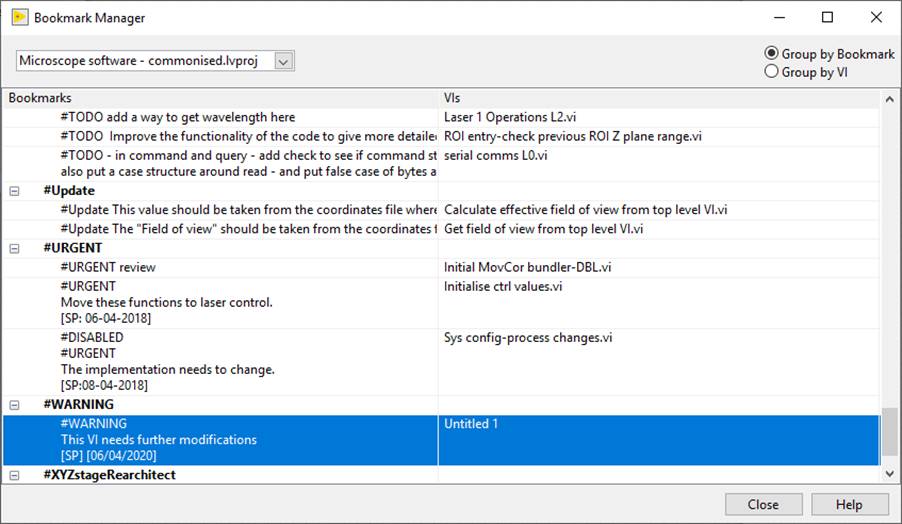 Bookmark Manager
Microscope software - commonised.lvproj
Group by Bookmark
Group by VI
Bookmarks VIs
#TODO add a way to get wavelength here Laser 1 Operations L2.vi
#TODO  Improve the functionality of the code to give more detailed ROI entry-check previous ROI Z plane range.vi
#TODO - in command and query - add check to see if command st serial comms L0.vi
also put a case structure around read - and put false case of bytes a
#Update
#Update This value should be taken from the coordinates file where Calculate effective field of view from top level VI.vi
#Update The "Field of view" should be taken from the coordinates f Get field of view from top level VI.vi
#URGENT
#URGENT review Initial MovCor bundler-DBL.vi
#URGENT Initialise ctrl values.vi
Move these functions to laser control.
[SP: 06-04-2018]
#DISABLED Sys config-process changes.vi
#URGENT
The implementation needs to change.
[SP:08-04-2018]
#WARNING
#WARNING Untitled 1
This VI needs further modifications
[SP] [06/04/2020]
#XYZstageRearchitect
Close Help